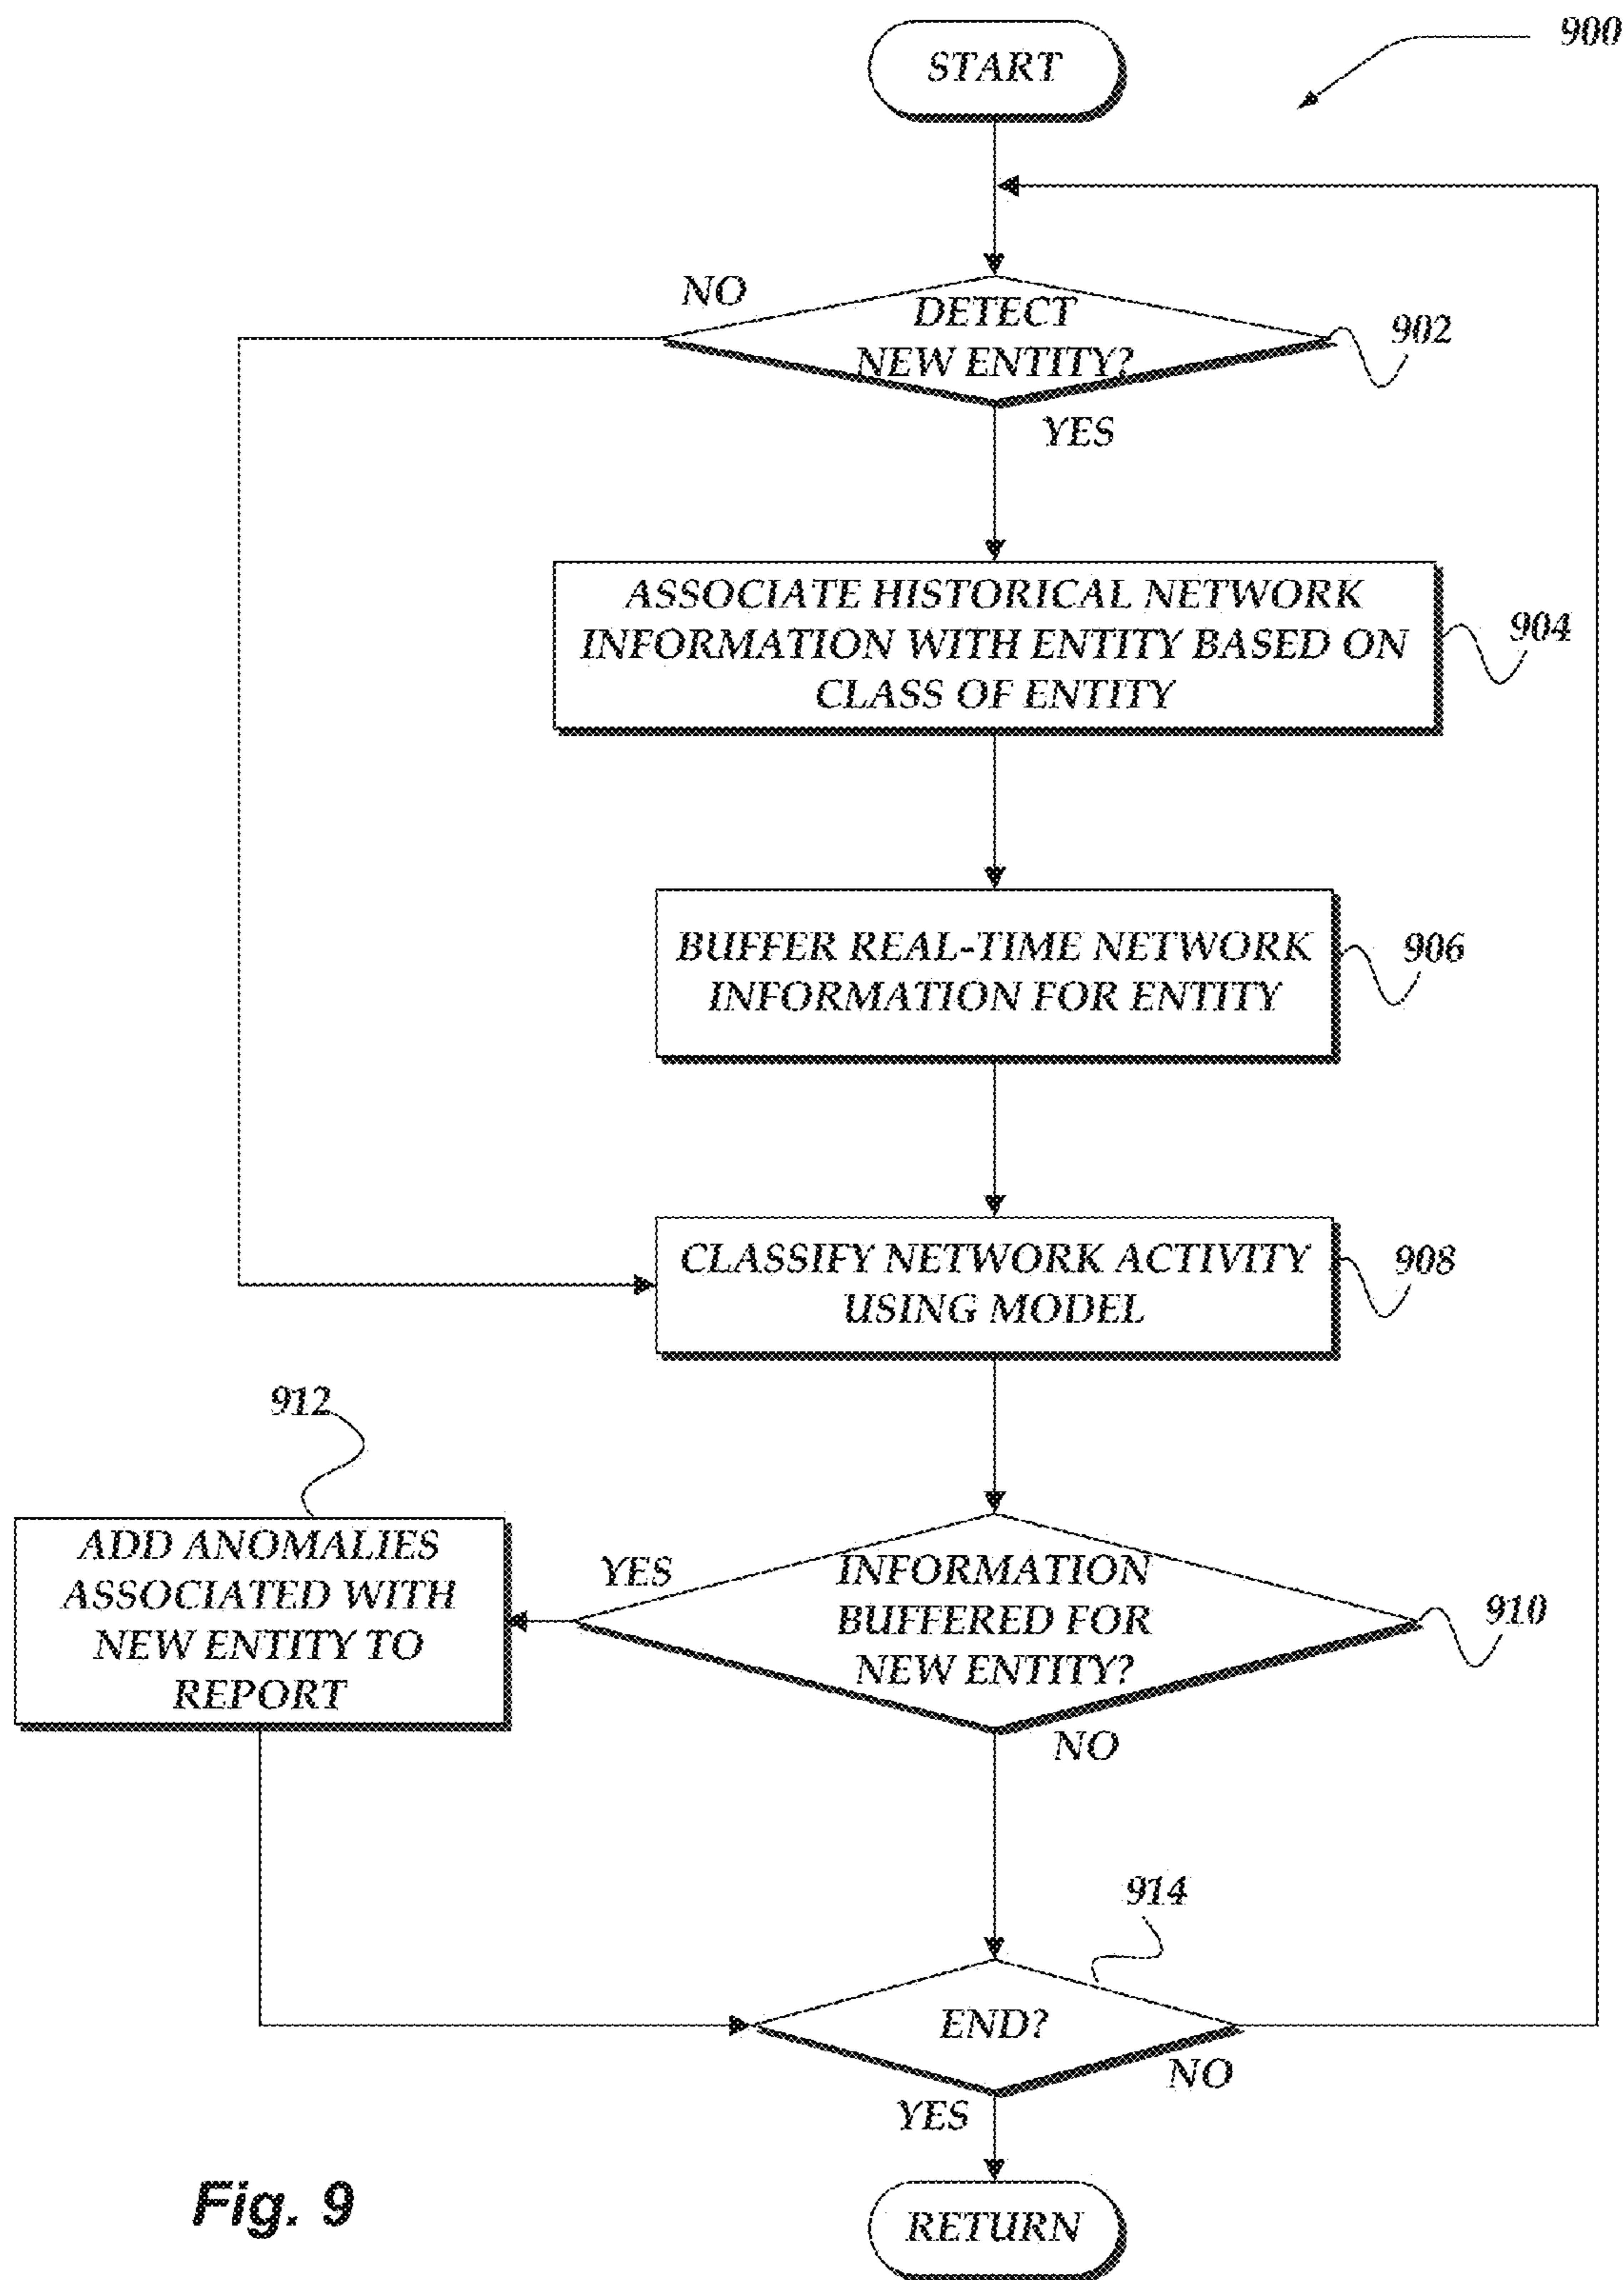 START
900
NO
DETECT
NEW ENTITY?
902
YES
ASSOCIATE HISTORICAL NETWORK
INFORMATION WITH ENTITY BASED ON
CLASS OF ENTITY
904
BUFFER REAL-TIME NETWORK
INFORMATION FOR ENTITY
906
CLASSIFY NETWORK ACTIVITY
USING MODEL
908
912
ADD ANOMALIES
ASSOCIATED WITH
NEW ENTITY TO
REPORT
YES
INFORMATION
BUFFERED FOR
NEW ENTITY?
910
NO
914
END?
NO
YES
RETURN
Fig. 9